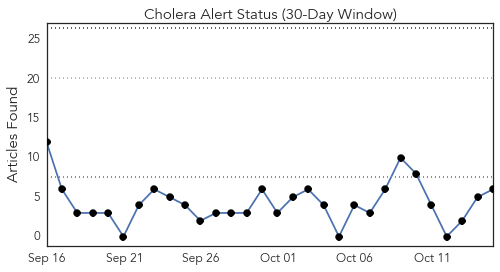 Cholera Alert Status (30-Day Window)
Articles Found
25
20
15
10
5
0
Sep 16 Sep 21 Sep 26 Oct 01 Oct 06 Oct 11